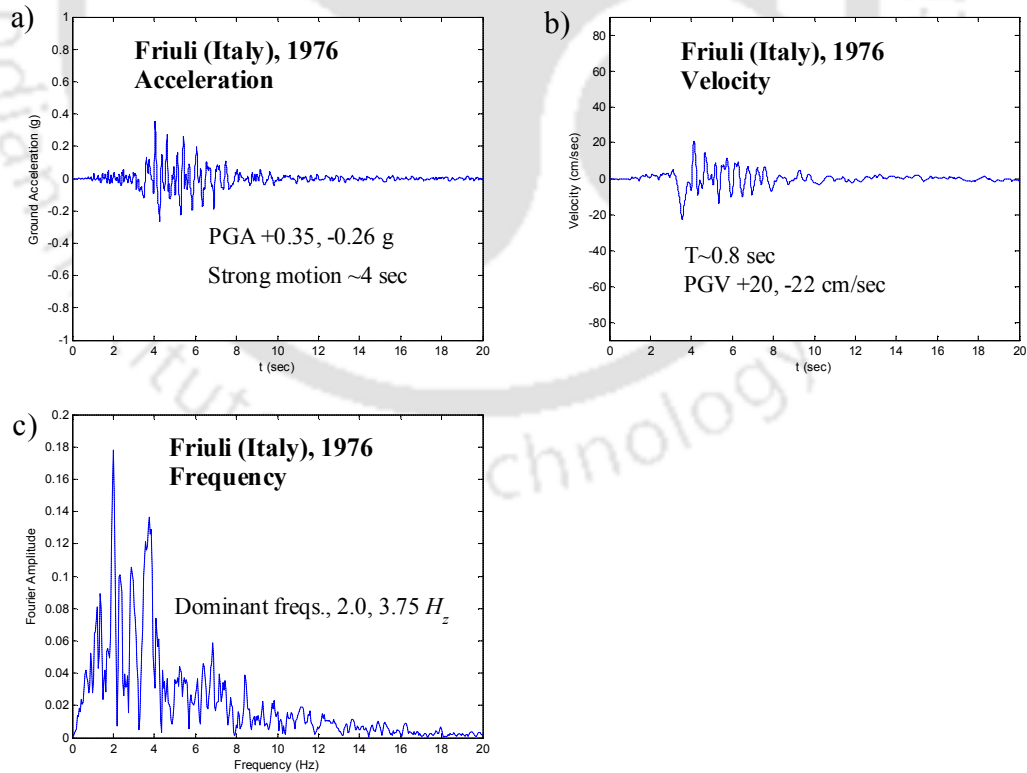 a)
Friuli (Italy), 1976
Acceleration
PGA +0.35, -0.26 g
Strong motion ~4 sec
Ground Acceleration (g)
1
0.8
0.6
0.4
0.2
0
-0.2
-0.4
-0.6
-0.8
-1
0 2 4 6 8 10 12 14 16 18 20
t (sec)
b)
Friuli (Italy), 1976
Velocity
T~0.8 sec
PGV +20, -22 cm/sec
Velocity (cm/sec)
80
60
40
20
0
-20
-40
-60
-80
0 2 4 6 8 10 12 14 16 18 20
t (sec)
c)
Friuli (Italy), 1976
Frequency
Dominant freqs., 2.0, 3.75 Hz
Fourier Amplitude
0.2
0.18
0.16
0.14
0.12
0.1
0.08
0.06
0.04
0.02
0
0 2 4 6 8 10 12 14 16 18 20
Frequency (Hz)
chnology